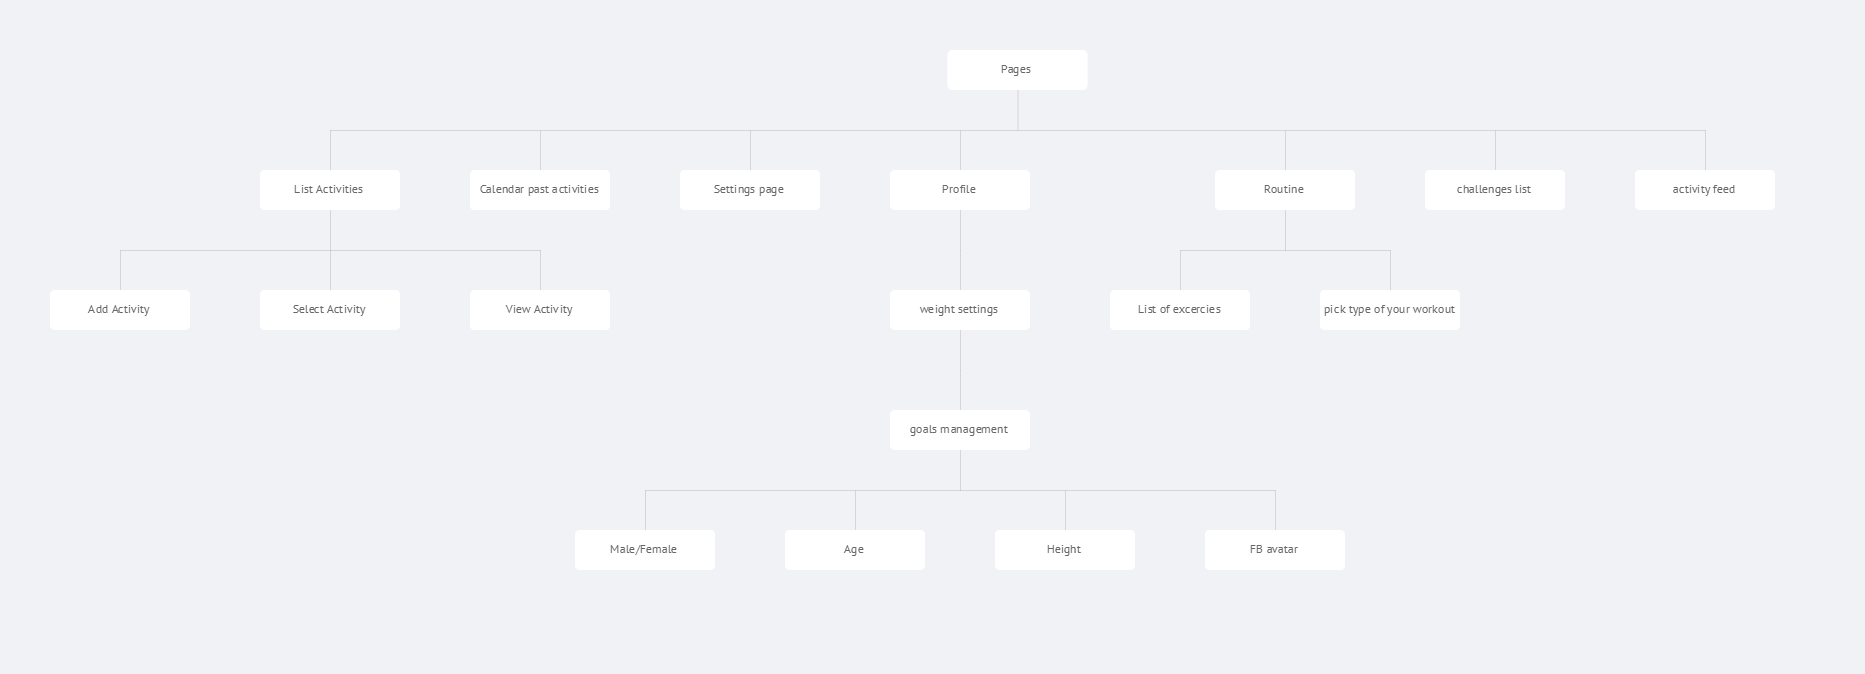 Pages
List Activities
Calendar past activities
Settings page
Profile
Routine
challenges list
activity feed
Add Activity
Select Activity
View Activity
weight settings
List of excercies
pick type of your workout
goals management
Male/Female
Age
Height
FB avatar